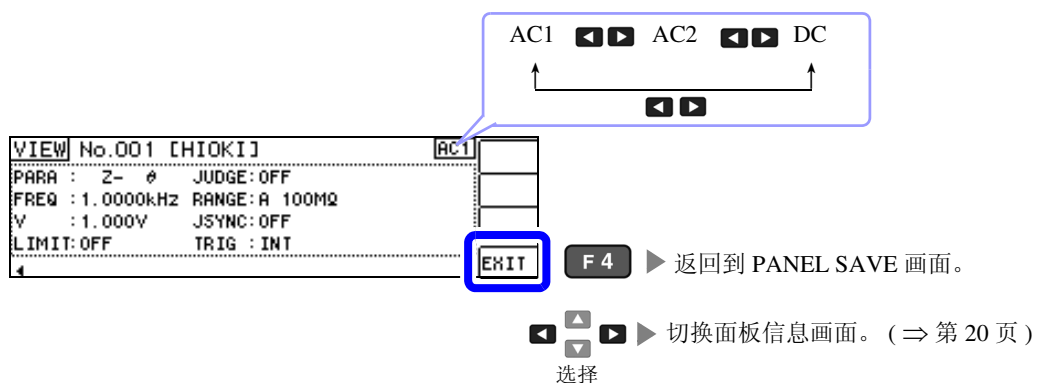 AC1 ◀ ▶ AC2 ◀ ▶ DC
◀ ▶
VIEW No.001 [HIOKI] AC1
PARA : Z- θ JUDGE:OFF
FREQ :1.0000kHz RANGE:A 100MΩ
V :1.000V JSYNC:OFF
LIMIT:OFF TRIG :INT
EXIT F4 ▶ 返回到 PANEL SAVE 画面。
◀ ▲ ▼ ▶ ▶ 切换面板信息画面。 ( ⇒ 第 20 页 )
选择